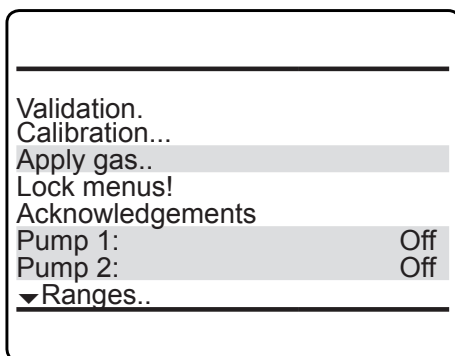 Validation.
Calibration...
Apply gas..
Lock menus!
Acknowledgements
Pump 1: Off
Pump 2: Off
Ranges..